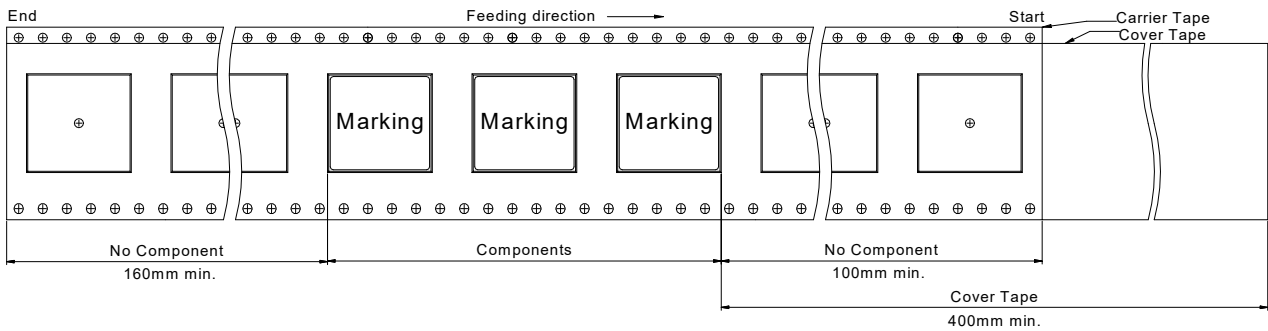 End
Feeding direction
Start
Carrier Tape
Cover Tape
Marking
Marking
Marking
No Component
160mm min.
Components
No Component
100mm min.
Cover Tape
400mm min.